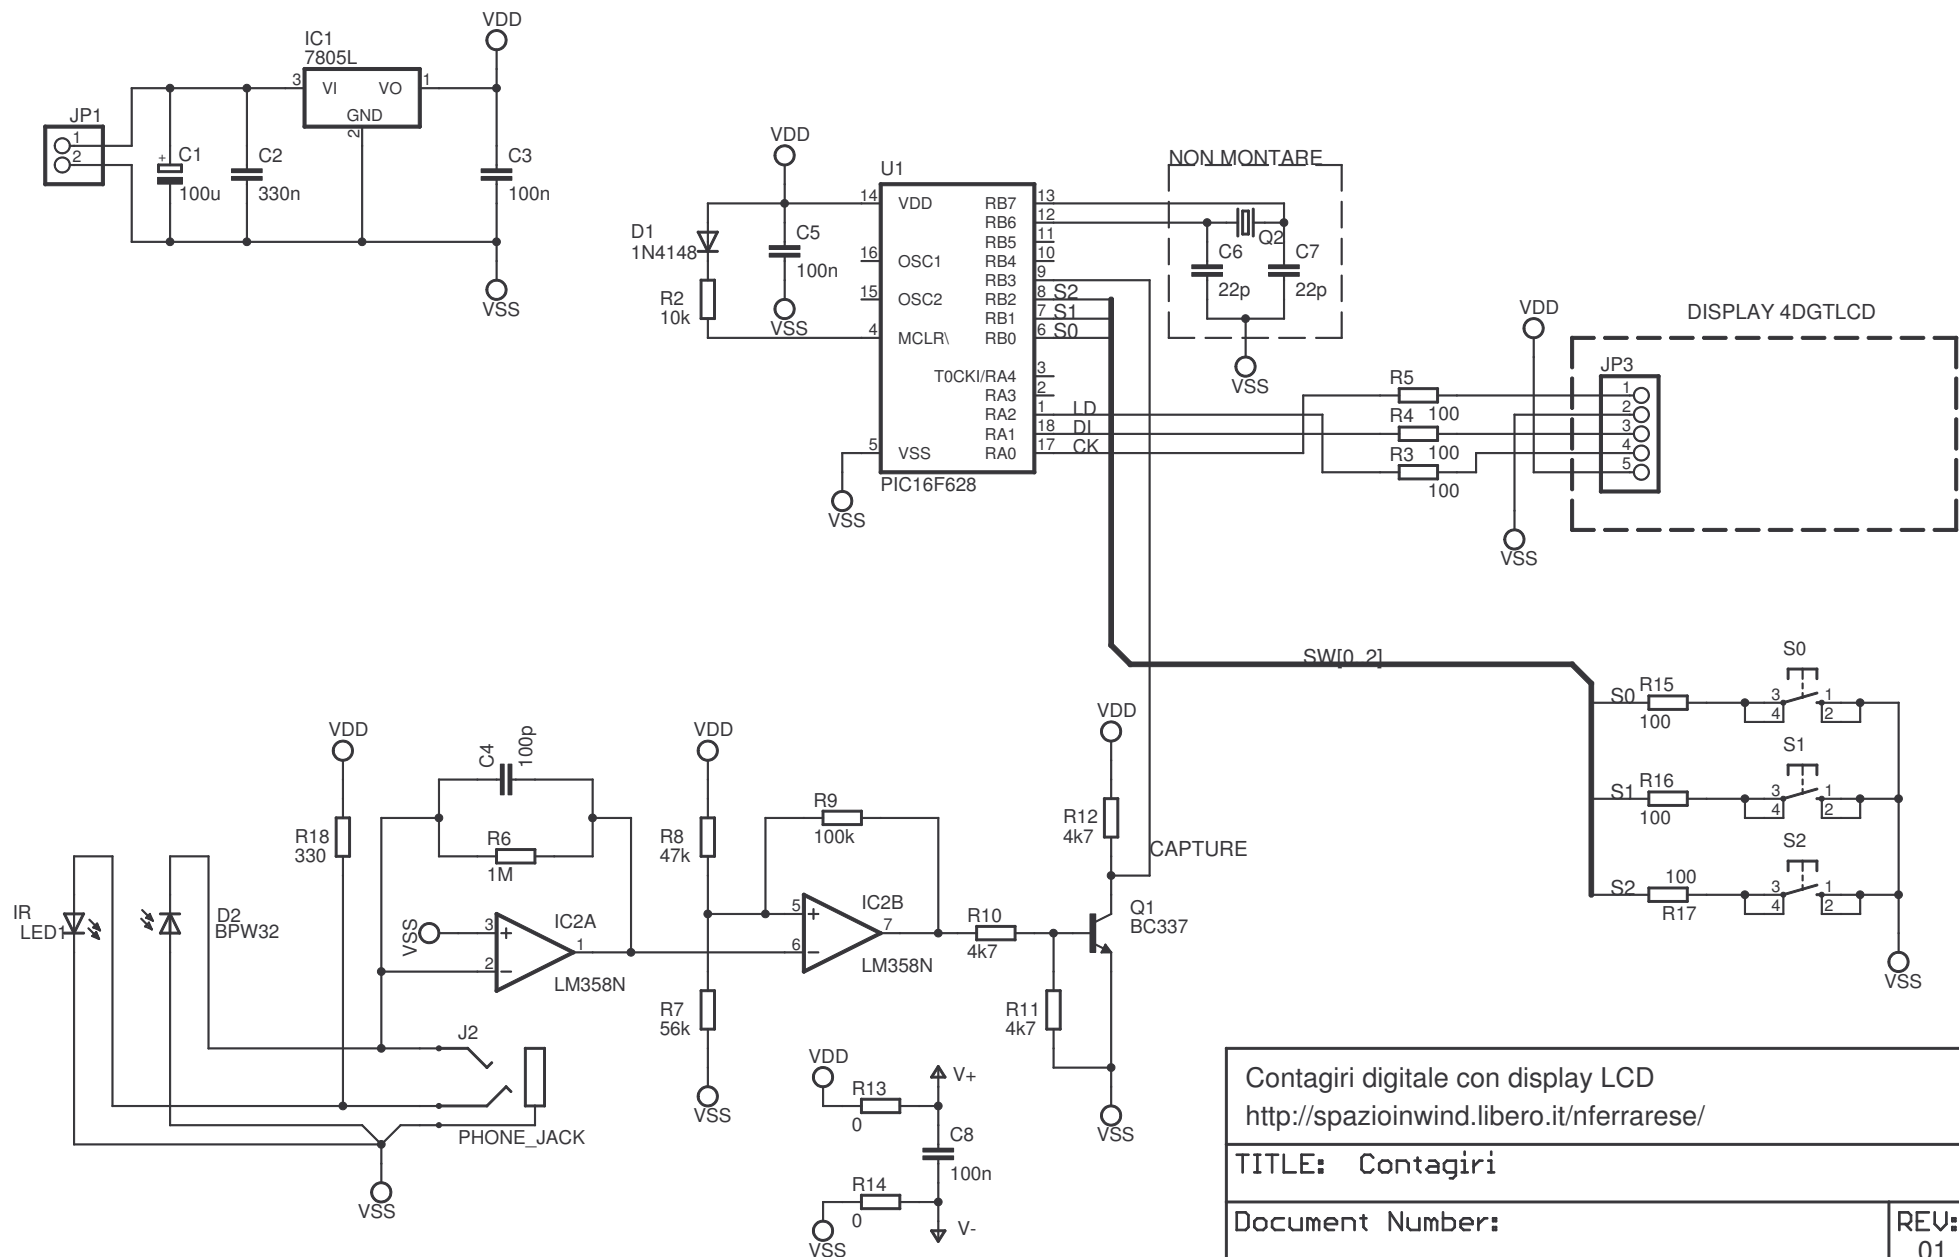 VDD
IC1
7805L
3
VI
VO
1
GND
2
JP1
1
2
+
C1
100u
C2
330n
C3
100n
VSS
VDD
U1
NON MONTARE
D1
1N4148
C5
100n
R2
10k
VSS
14
VDD
16
OSC1
15
OSC2
4
MCLR\
5
VSS
RB7
13
RB6
12
RB5
11
RB4
10
RB3
9
RB2
8
S2
RB1
7
S1
RB0
6
S0
T0CKI/RA4
3
RA3
2
RA2
1
LD
RA1
18
DI
RA0
17
CK
PIC16F628
VSS
Q2
C6
22p
C7
22p
VSS
VDD
DISPLAY 4DGTLCD
JP3
1
2
3
4
5
R5
100
R4
100
R3
100
VSS
SW[0..2]
S0
S0
R15
100
3
4
1
2
S1
S1
R16
100
3
4
1
2
S2
S2
100
R17
3
4
1
2
VSS
VDD
R18
330
C4
100p
R6
1M
IR
LED1
D2
BPW32
VSS
3
+
2
−
1
IC2A
LM358N
J2
PHONE_JACK
VSS
VDD
R8
47k
R7
56k
VSS
R9
100k
5
+
6
−
7
IC2B
LM358N
R10
4k7
R11
4k7
VDD
R12
4k7
CAPTURE
Q1
BC337
VSS
VDD
R13
0
V+
C8
100n
R14
0
V-
VSS
Contagiri digitale con display LCD
http://spazioinwind.libero.it/nferrarese/
TITLE: Contagiri
Document Number:
REV:
01